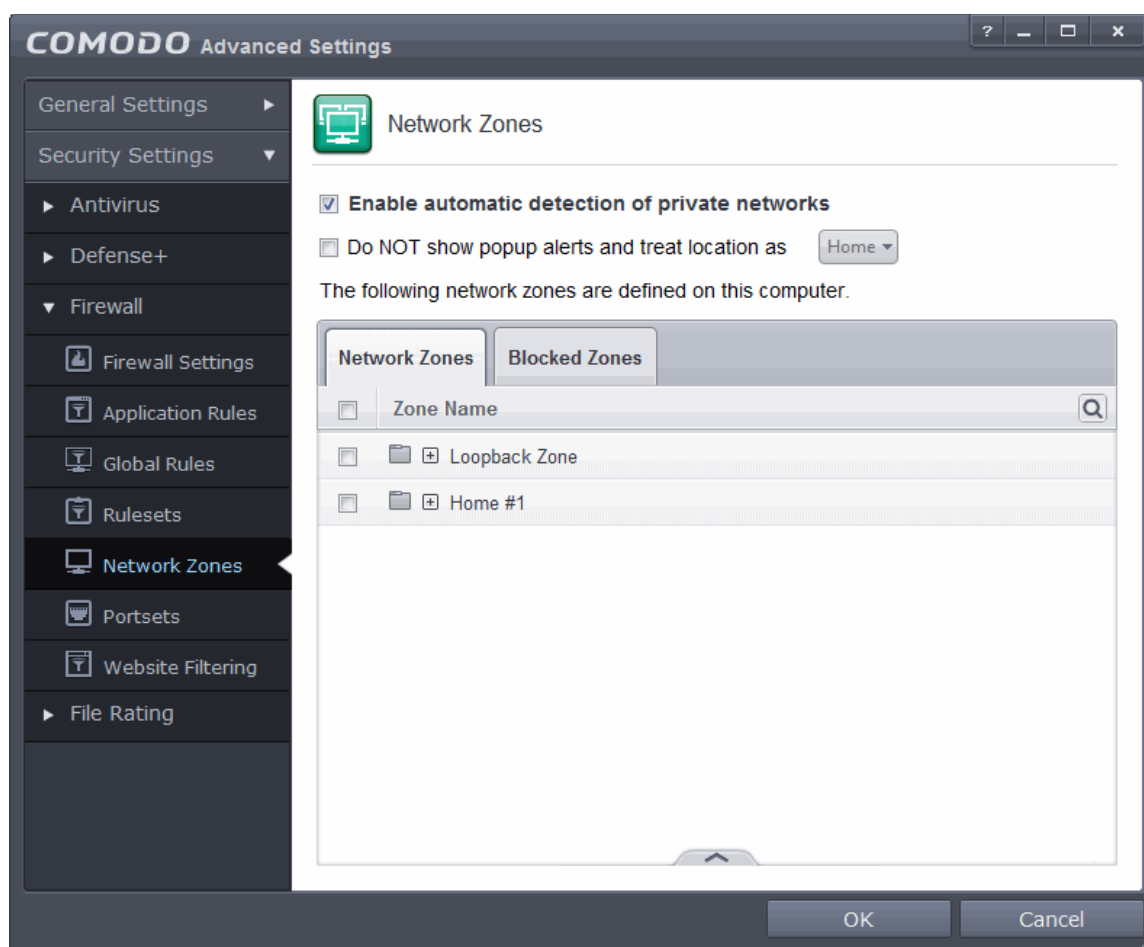 COMODO Advanced Settings
?
General Settings
Security Settings
Antivirus
Defense+
Firewall
Firewall Settings
Application Rules
Global Rules
Rulesets
Network Zones
Portsets
Website Filtering
File Rating
Network Zones
Enable automatic detection of private networks
Do NOT show popup alerts and treat location as Home
The following network zones are defined on this computer.
Network Zones Blocked Zones
Zone Name
Loopback Zone
Home #1
OK Cancel